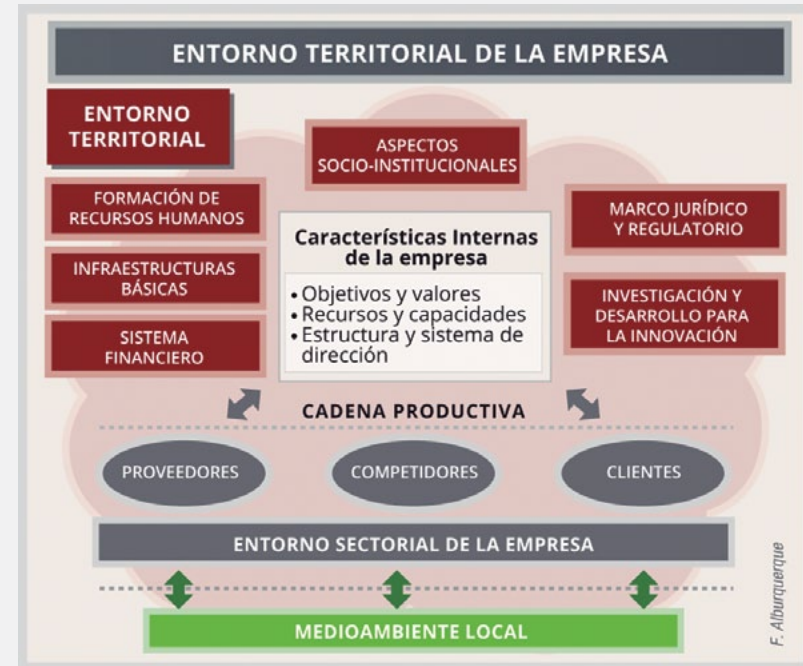 ENTORNO TERRITORIAL DE LA EMPRESA
ENTORNO
TERRITORIAL
ASPECTOS
SOCIO-INSTITUCIONALES
FORMACIÓN DE
RECURSOS HUMANOS
INFRAESTRUCTURAS
BÁSICAS
SISTEMA
FINANCIERO
Características Internas
de la empresa
• Objetivos y valores
• Recursos y capacidades
• Estructura y sistema de
dirección
MARCO JURÍDICO
Y REGULATORIO
INVESTIGACIÓN Y
DESARROLLO PARA
LA INNOVACIÓN
CADENA PRODUCTIVA
PROVEEDORES
COMPETIDORES
CLIENTES
ENTORNO SECTORIAL DE LA EMPRESA
MEDIOAMBIENTE LOCAL
F. Alburquerque